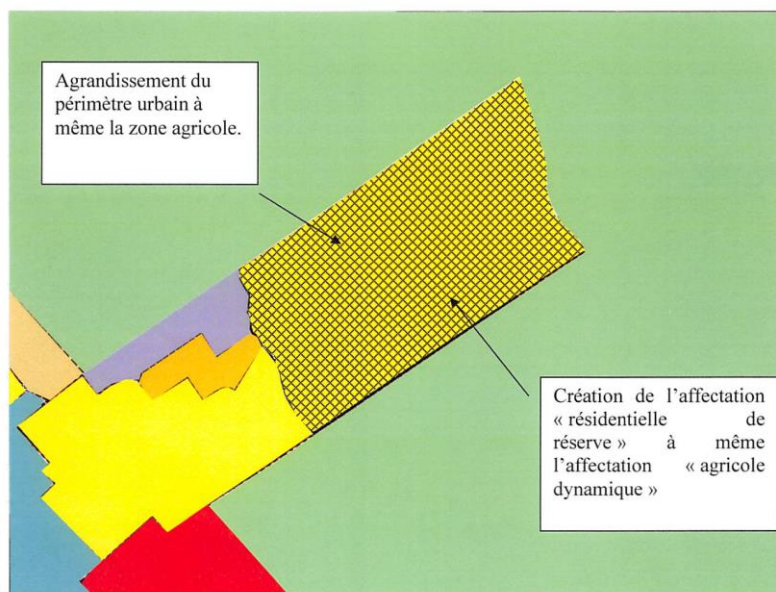 Agrandissement du
périmètre urbain à
même la zone agricole.
Création de l’affectation
« résidentielle de
réserve » à même
l’affectation « agricole
dynamique »